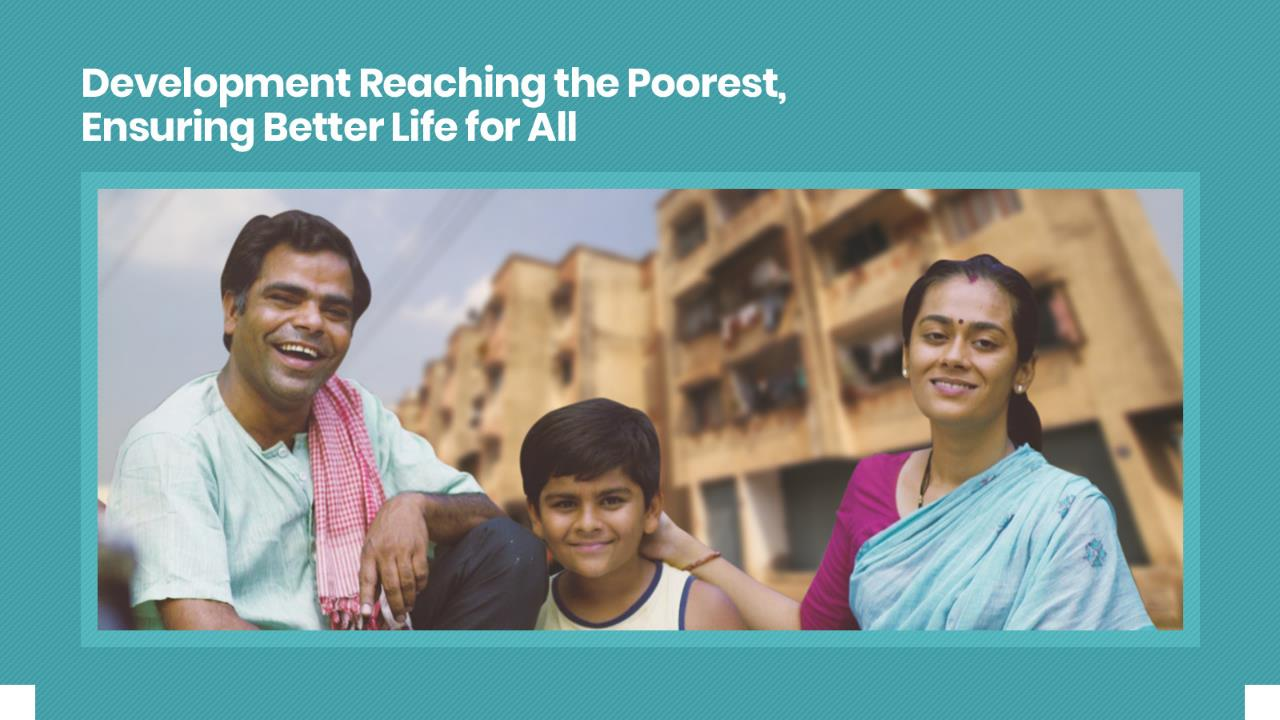 Development Reaching the Poorest,
Ensuring Better Life for All